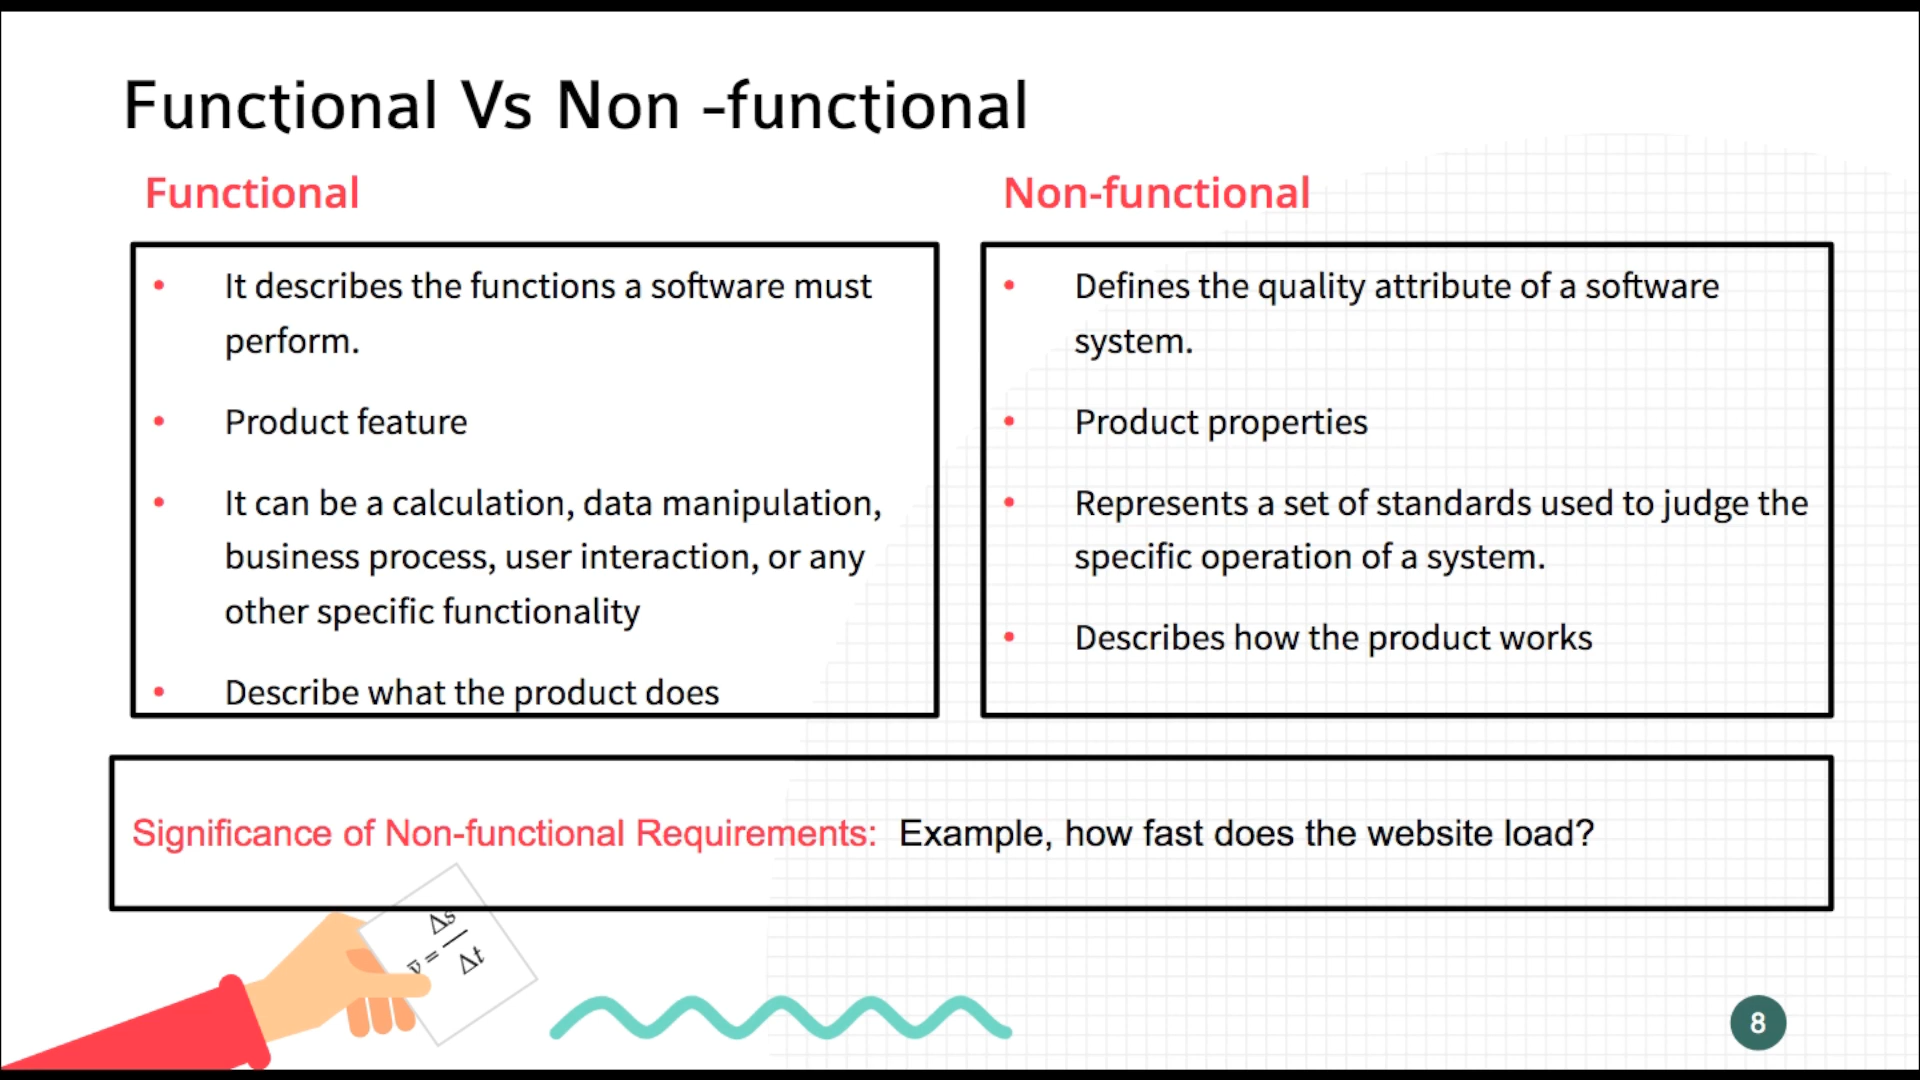 Functional Vs Non -functional
Functional
• It describes the functions a software must
perform.
• Product feature
• It can be a calculation, data manipulation,
business process, user interaction, or any
other specific functionality
• Describe what the product does
Non-functional
• Defines the quality attribute of a software
system.
• Product properties
• Represents a set of standards used to judge the
specific operation of a system.
• Describes how the product works
Significance of Non-functional Requirements: Example, how fast does the website load?
v̄ = Δs/Δt
8